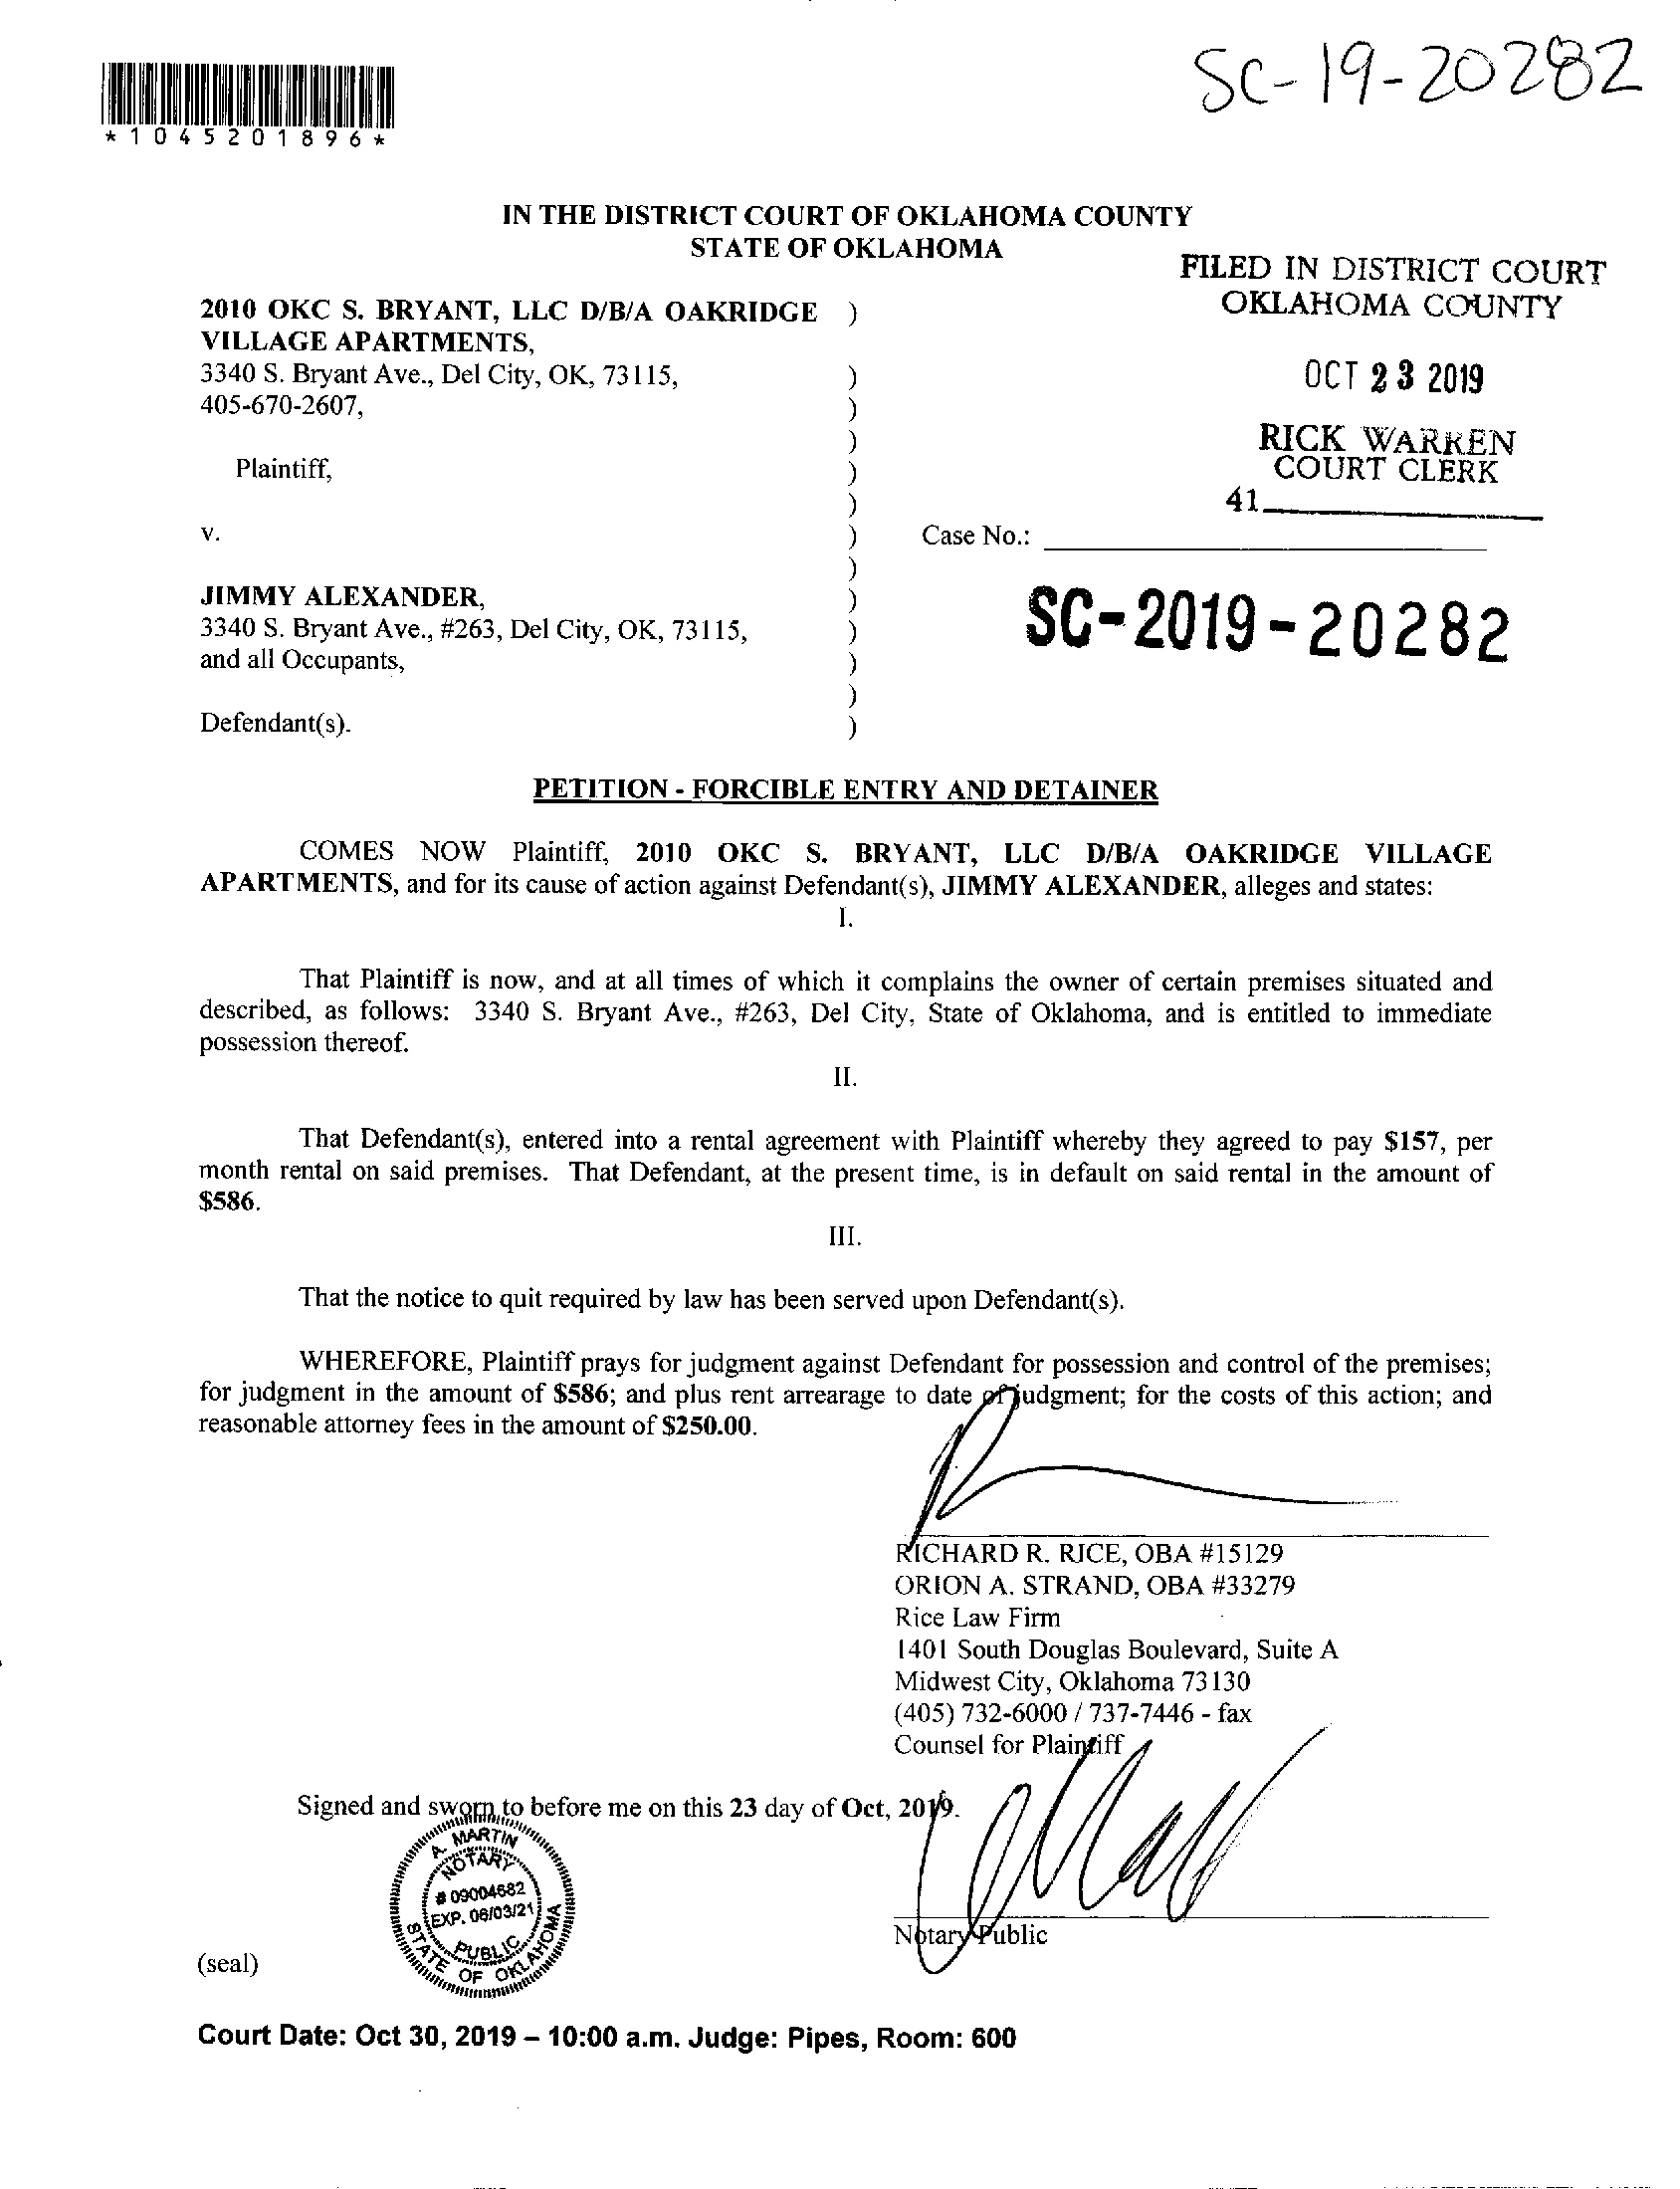 SC-19-20282
*1045201896*
IN THE DISTRICT COURT OF OKLAHOMA COUNTY
STATE OF OKLAHOMA
FILED IN DISTRICT COURT
OKLAHOMA COUNTY
OCT 23 2019
RICK WARREN
COURT CLERK
41
2010 OKC S. BRYANT, LLC D/B/A OAKRIDGE )
VILLAGE APARTMENTS,
3340 S. Bryant Ave., Del City, OK, 73115, )
405-670-2607, )
)
Plaintiff, )
)
v. ) Case No.:
)
JIMMY ALEXANDER, )
3340 S. Bryant Ave., #263, Del City, OK, 73115, )
and all Occupants, )
)
Defendant(s). )
SC-2019-20282
PETITION - FORCIBLE ENTRY AND DETAINER
COMES NOW Plaintiff, 2010 OKC S. BRYANT, LLC D/B/A OAKRIDGE VILLAGE
APARTMENTS, and for its cause of action against Defendant(s), JIMMY ALEXANDER, alleges and states:
I.
That Plaintiff is now, and at all times of which it complains the owner of certain premises situated and
described, as follows: 3340 S. Bryant Ave., #263, Del City, State of Oklahoma, and is entitled to immediate
possession thereof.
II.
That Defendant(s), entered into a rental agreement with Plaintiff whereby they agreed to pay $157, per
month rental on said premises. That Defendant, at the present time, is in default on said rental in the amount of
$586.
III.
That the notice to quit required by law has been served upon Defendant(s).
WHEREFORE, Plaintiff prays for judgment against Defendant for possession and control of the premises;
for judgment in the amount of $586; and plus rent arrearage to date of judgment; for the costs of this action; and
reasonable attorney fees in the amount of $250.00.
RICHARD R. RICE, OBA #15129
ORION A. STRAND, OBA #33279
Rice Law Firm
1401 South Douglas Boulevard, Suite A
Midwest City, Oklahoma 73130
(405) 732-6000 / 737-7446 - fax
Counsel for Plaintiff
Signed and sworn to before me on this 23 day of Oct, 2019.
A. MARTIN
NOTARY
# 09004682
EXP. 06/03/21
PUBLIC
STATE OF OKLAHOMA
Notary Public
(seal)
Court Date: Oct 30, 2019 – 10:00 a.m. Judge: Pipes, Room: 600